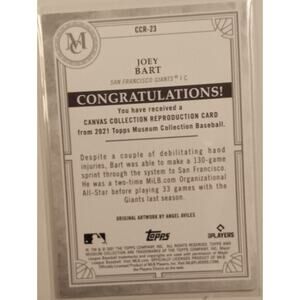 CCR-23
M
JOEY
BART
SAN FRANCISCO GIANTS® | C
CONGRATULATIONS!
You have received a
CANVAS COLLECTION REPRODUCTION CARD
from 2021 Topps Museum Collection Baseball.
Despite a couple of debilitating hand
injuries, Bart was able to make a 130-game
sprint through the system to San Francisco.
He was a two-time MiLB.com Organizational
All-Star before playing 33 games with the
Giants last season.
ORIGINAL ARTWORK BY ANGEL AVILES
Topps
PLAYERS